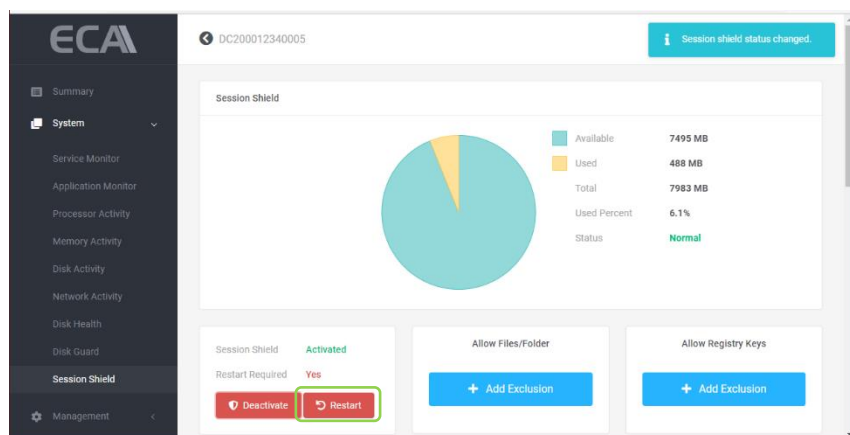 ECA
DC200012340005
i Session shield status changed.
Summary
System
Service Monitor
Application Monitor
Processor Activity
Memory Activity
Disk Activity
Network Activity
Disk Health
Disk Guard
Session Shield
Management
Session Shield
Available 7495 MB
Used 488 MB
Total 7983 MB
Used Percent 6.1%
Status Normal
Session Shield Activated
Restart Required Yes
Deactivate Restart
Allow Files/Folder
+ Add Exclusion
Allow Registry Keys
+ Add Exclusion